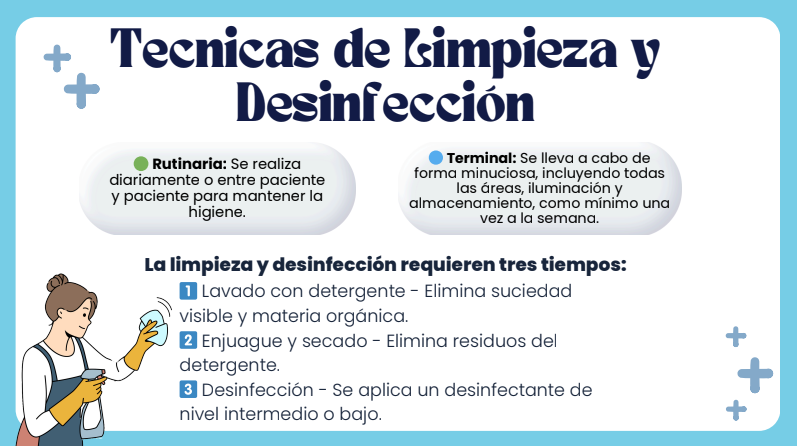 Tecnicas de Limpieza y
Desinfección
Rutinaria: Se realiza
diariamente o entre paciente
y paciente para mantener la
higiene.
Terminal: Se lleva a cabo de
forma minuciosa, incluyendo todas
las áreas, iluminación y
almacenamiento, como mínimo una
vez a la semana.
La limpieza y desinfección requieren tres tiempos:
1 Lavado con detergente - Elimina suciedad
visible y materia orgánica.
2 Enjuague y secado - Elimina residuos del
detergente.
3 Desinfección - Se aplica un desinfectante de
nivel intermedio o bajo.